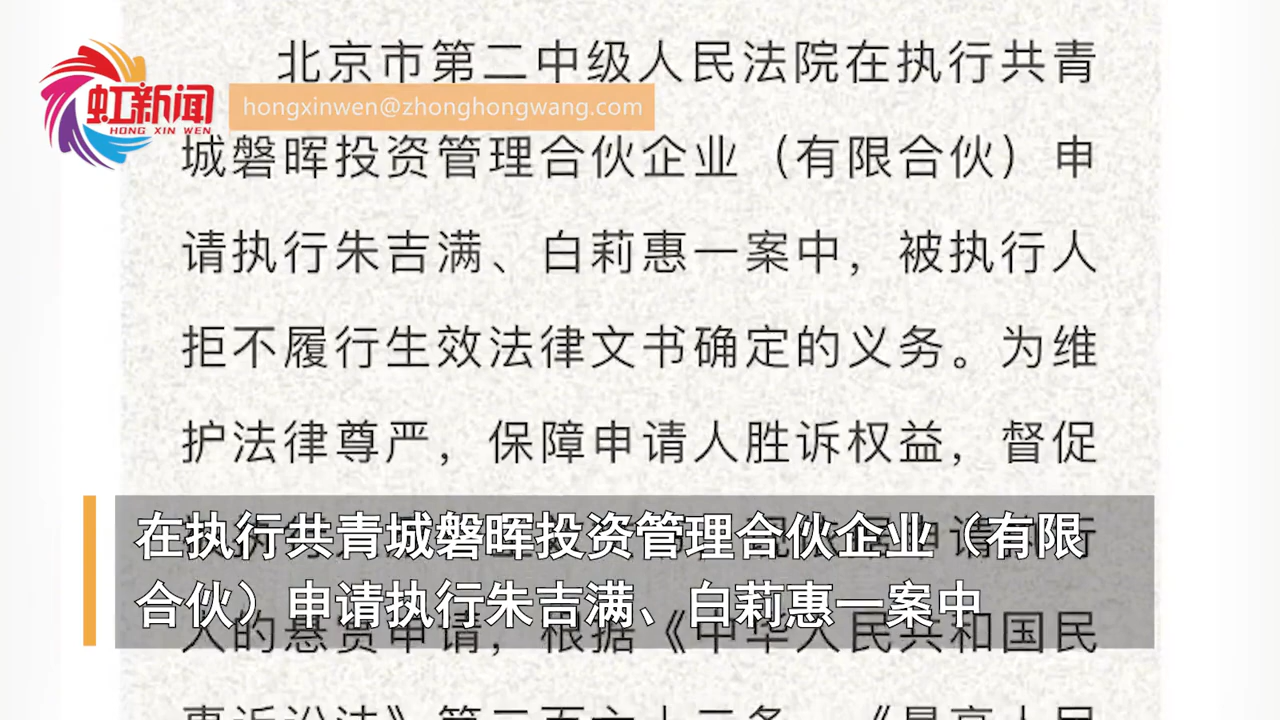 北京市第二中级人民法院在执行共青
虹新闻
HONG XIN WEN
hongxinwen@zhonghongwang.com
城磐晖投资管理合伙企业（有限合伙）申
请执行朱吉满、白莉惠一案中，被执行人
拒不履行生效法律文书确定的义务。为维
护法律尊严，保障申请人胜诉权益，督促
在执行共青城磐晖投资管理合伙企业（有限
合伙）申请执行朱吉满、白莉惠一案中
人的悬赏申请，根据《中华人民共和国民